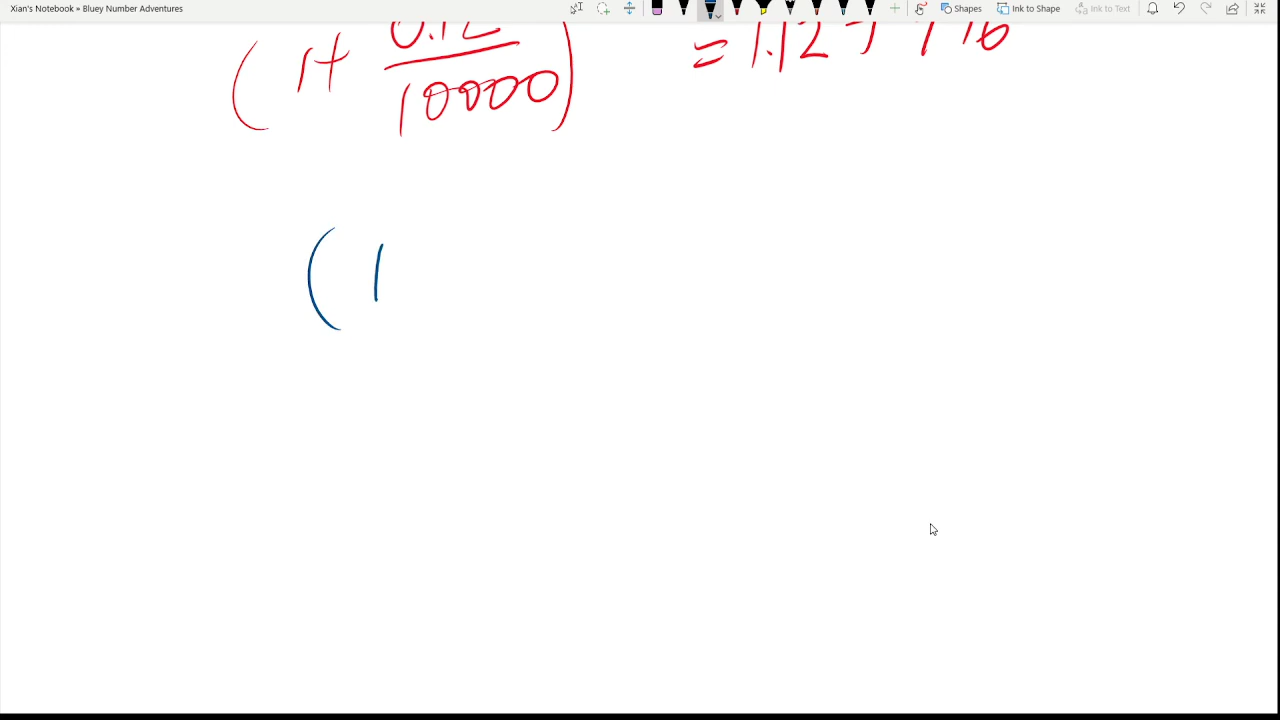 Xian's Notebook » Bluey Number Adventures
Shapes
Ink to Shape
Ink to Text
0.12
(1+ 10000)
= 1.12
( 1